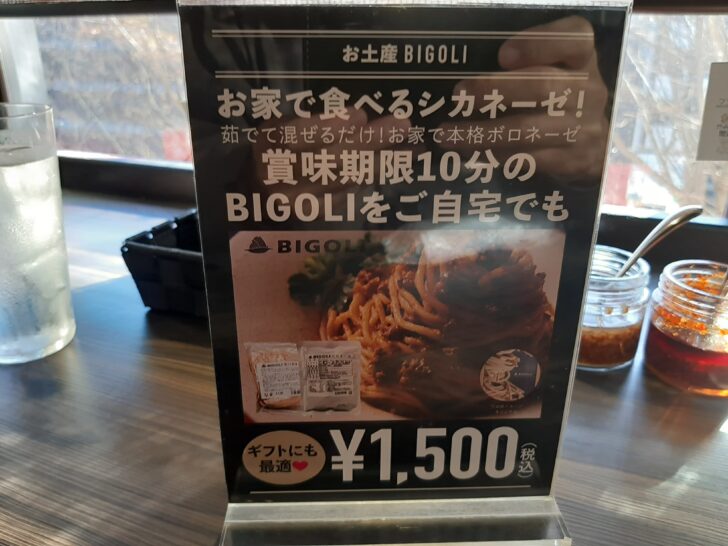 お土産 BIGOLI
お家で食べるシカネーゼ!
茹でて混ぜるだけ!お家で本格ボロネーゼ
賞味期限10分の
BIGOLIをご自宅でも
BIGOLI
BIGOLI
ギフトにも
最適❤
¥1,500(税込)